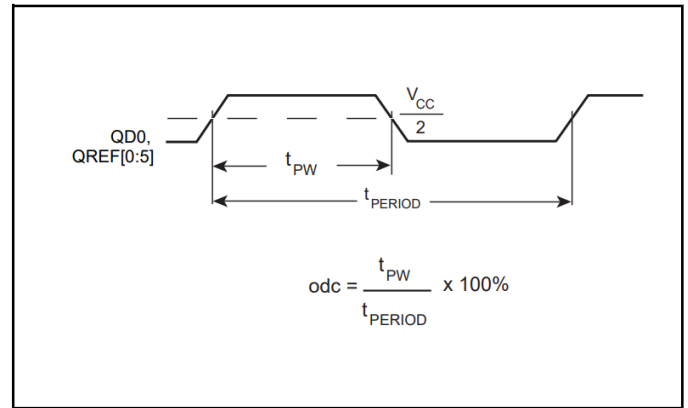 V_CC
2
QD0,
QREF[0:5]
t_PW
t_PERIOD
odc = t_PW / t_PERIOD x 100%